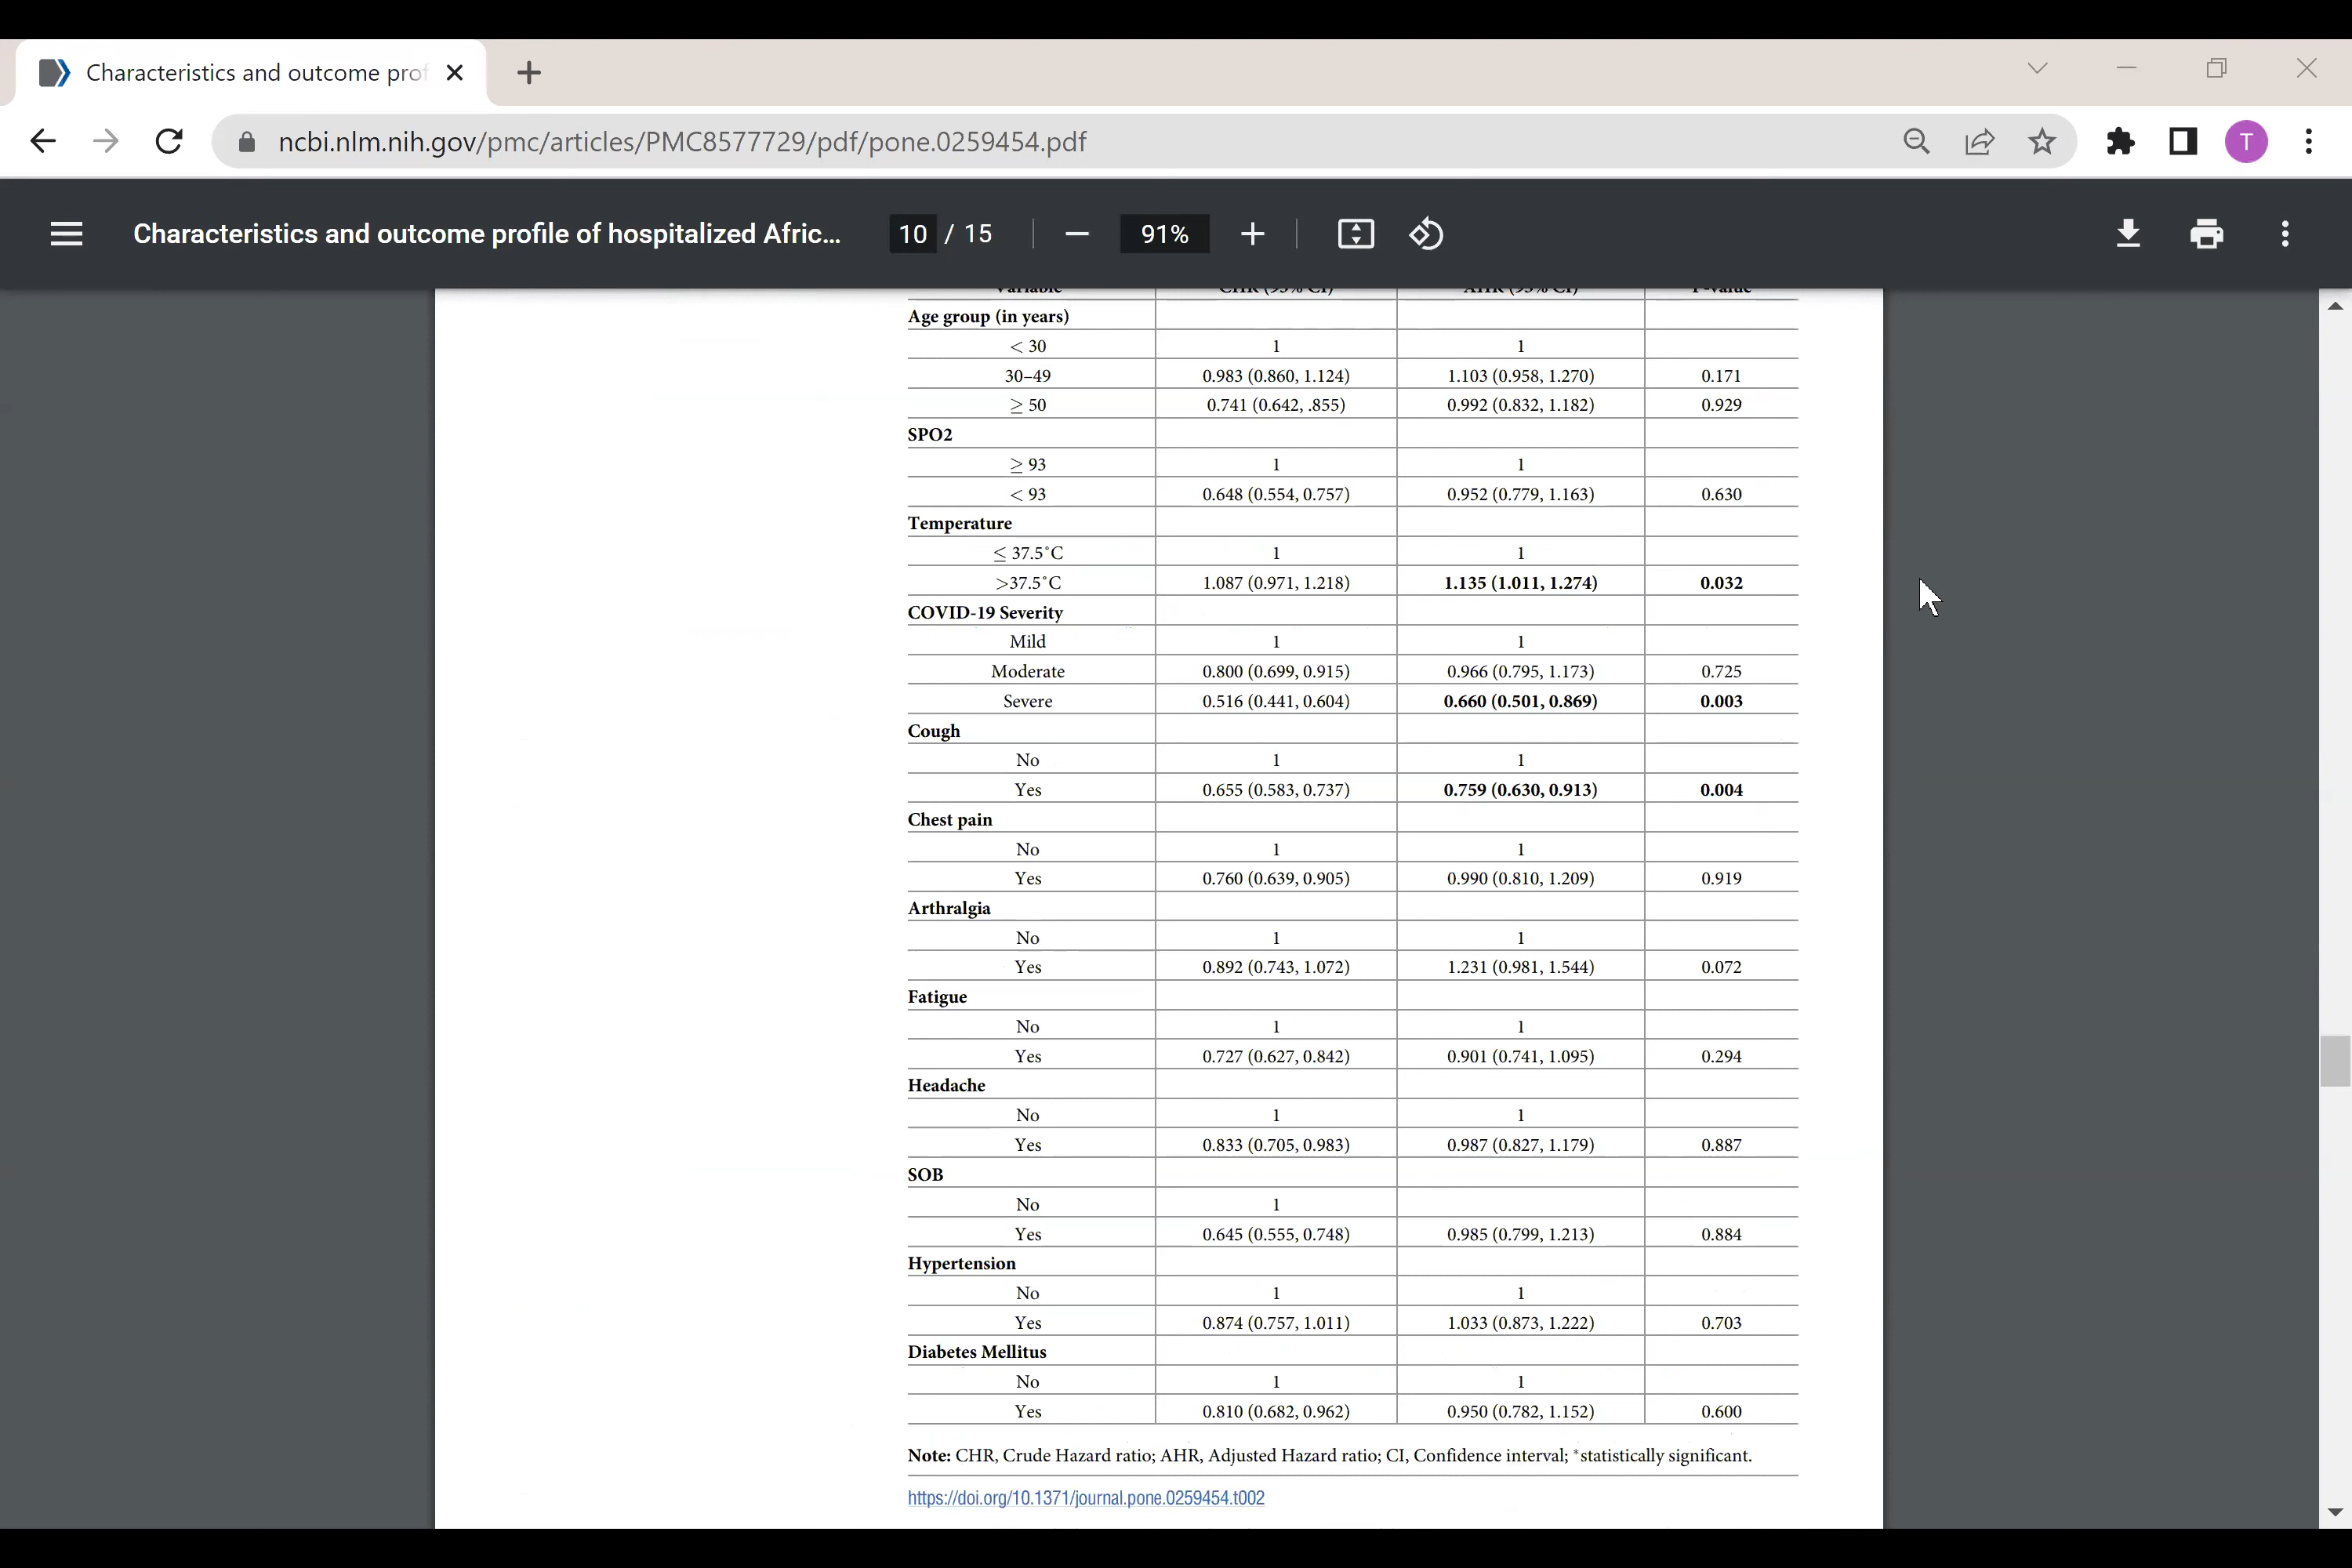 Characteristics and outcome prof
ncbi.nlm.nih.gov/pmc/articles/PMC8577729/pdf/pone.0259454.pdf
T
Characteristics and outcome profile of hospitalized Afric...
10 / 15
91%
Variable CHR (95% CI) AHR (95% CI) P-value
Age group (in years)
< 30 1 1
30–49 0.983 (0.860, 1.124) 1.103 (0.958, 1.270) 0.171
≥ 50 0.741 (0.642, .855) 0.992 (0.832, 1.182) 0.929
SPO2
≥ 93 1 1
< 93 0.648 (0.554, 0.757) 0.952 (0.779, 1.163) 0.630
Temperature
≤ 37.5˚C 1 1
>37.5˚C 1.087 (0.971, 1.218) 1.135 (1.011, 1.274) 0.032
COVID-19 Severity
Mild 1 1
Moderate 0.800 (0.699, 0.915) 0.966 (0.795, 1.173) 0.725
Severe 0.516 (0.441, 0.604) 0.660 (0.501, 0.869) 0.003
Cough
No 1 1
Yes 0.655 (0.583, 0.737) 0.759 (0.630, 0.913) 0.004
Chest pain
No 1 1
Yes 0.760 (0.639, 0.905) 0.990 (0.810, 1.209) 0.919
Arthralgia
No 1 1
Yes 0.892 (0.743, 1.072) 1.231 (0.981, 1.544) 0.072
Fatigue
No 1 1
Yes 0.727 (0.627, 0.842) 0.901 (0.741, 1.095) 0.294
Headache
No 1 1
Yes 0.833 (0.705, 0.983) 0.987 (0.827, 1.179) 0.887
SOB
No 1
Yes 0.645 (0.555, 0.748) 0.985 (0.799, 1.213) 0.884
Hypertension
No 1 1
Yes 0.874 (0.757, 1.011) 1.033 (0.873, 1.222) 0.703
Diabetes Mellitus
No 1 1
Yes 0.810 (0.682, 0.962) 0.950 (0.782, 1.152) 0.600
Note: CHR, Crude Hazard ratio; AHR, Adjusted Hazard ratio; CI, Confidence interval; *statistically significant.
https://doi.org/10.1371/journal.pone.0259454.t002